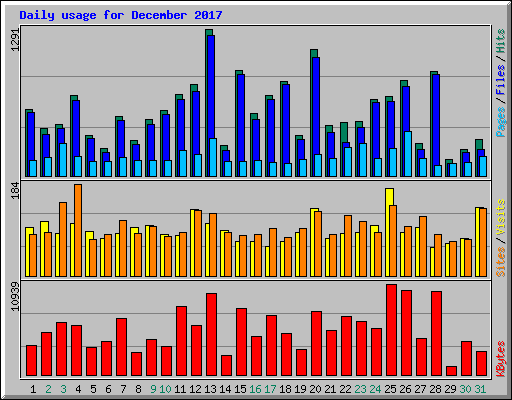 Daily usage for December 2017
1291
Pages / Files / Hits
184
Sites / Visits
10939
KBytes
1 2 3 4 5 6 7 8 9 10 11 12 13 14 15 16 17 18 19 20 21 22 23 24 25 26 27 28 29 30 31